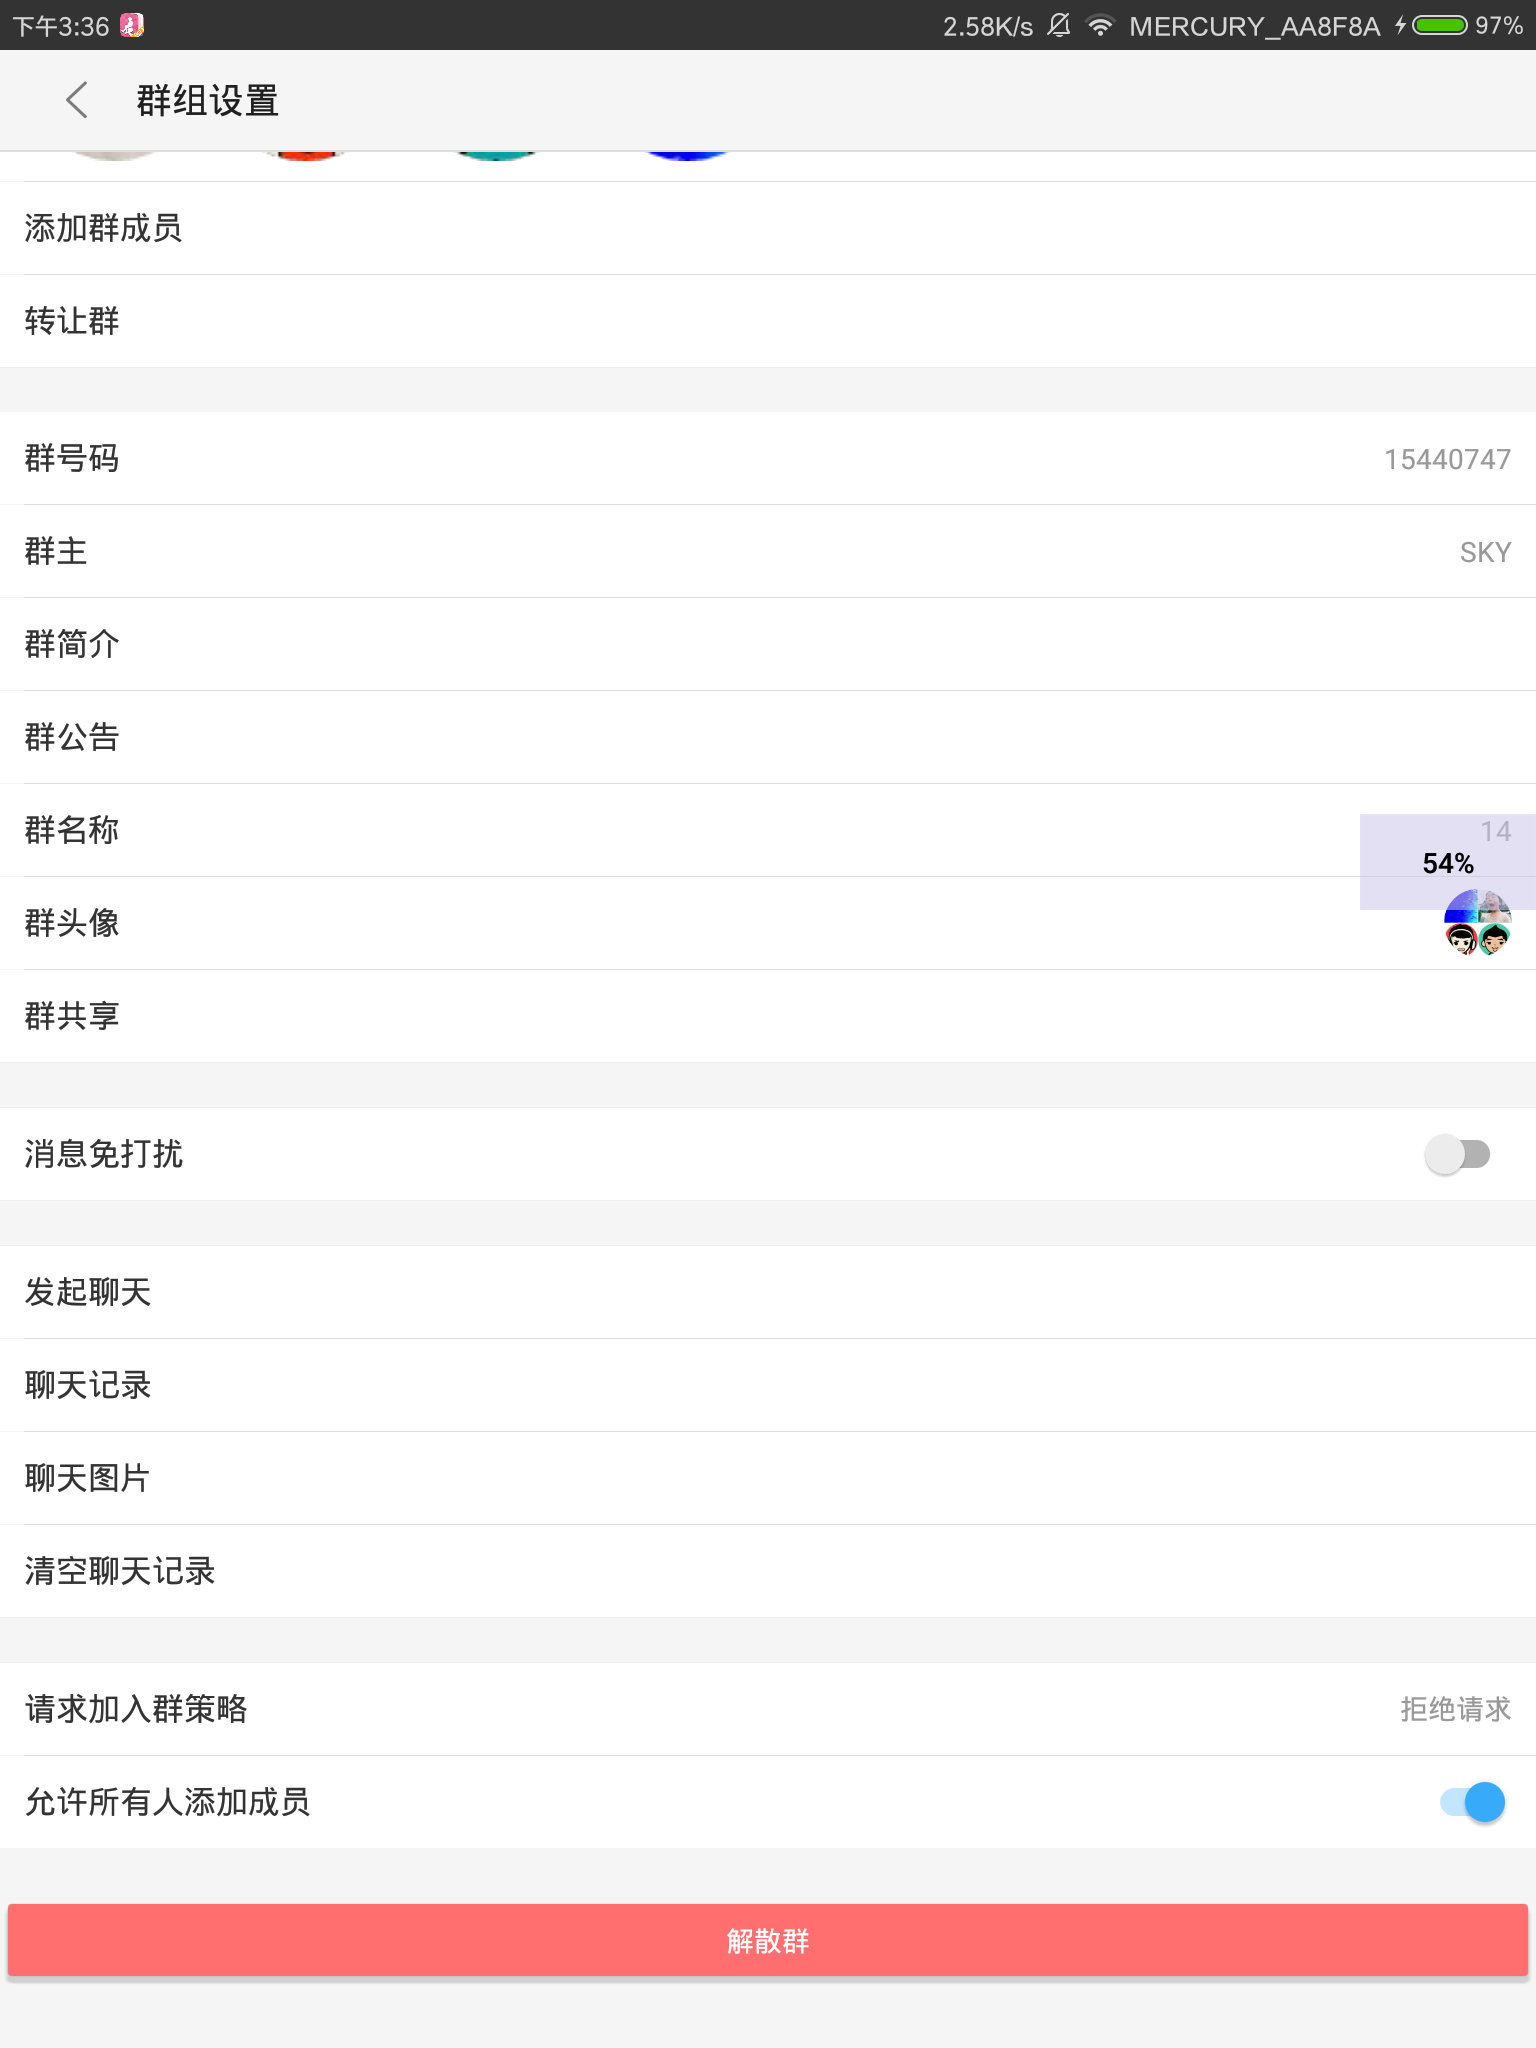 下午3:36 2.58K/s MERCURY_AA8F8A 97%
群组设置
添加群成员
转让群
群号码 15440747
群主 SKY
群简介
群公告
群名称 14
54%
群头像
群共享
消息免打扰
发起聊天
聊天记录
聊天图片
清空聊天记录
请求加入群策略 拒绝请求
允许所有人添加成员
解散群